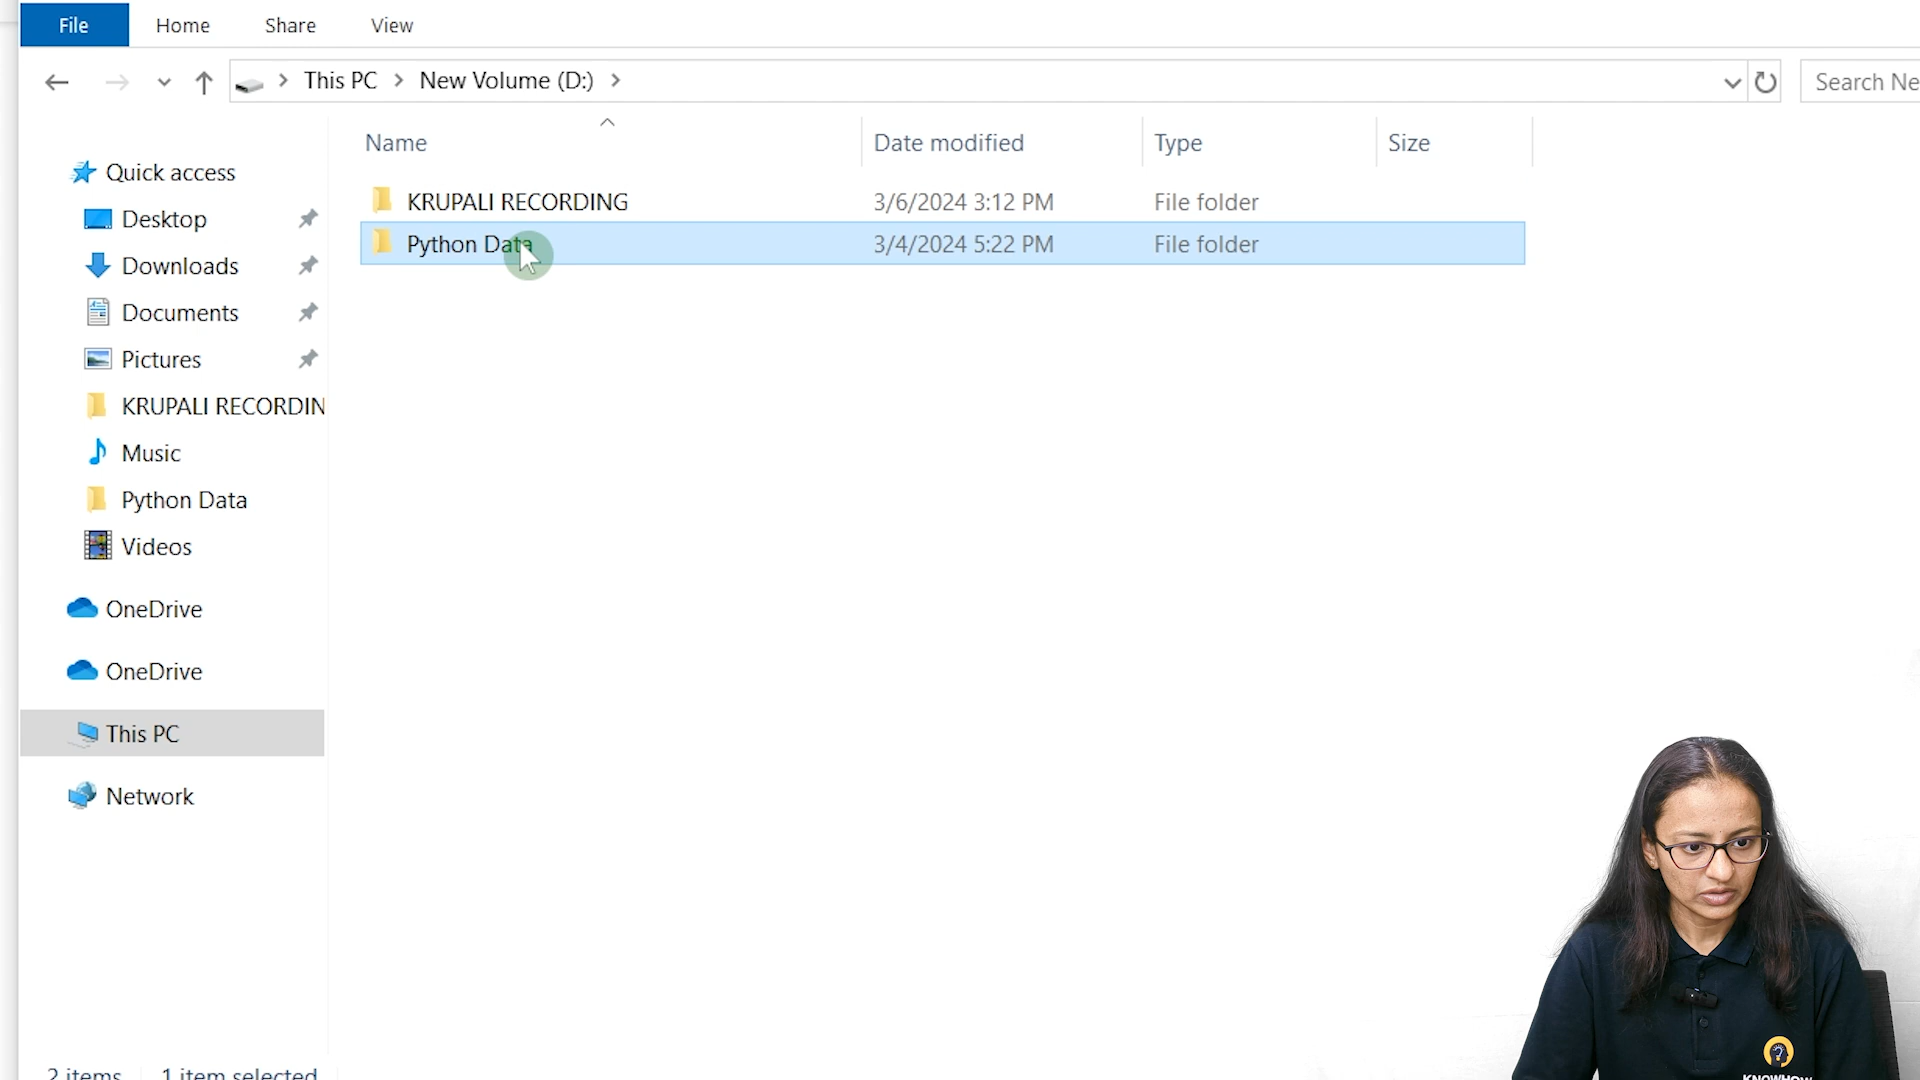 File Home Share View
This PC New Volume (D:) Search Ne
Name Date modified Type Size
Quick access
Desktop
Downloads
Documents
Pictures
KRUPALI RECORDIN
Music
Python Data
Videos
OneDrive
OneDrive
This PC
Network
KRUPALI RECORDING 3/6/2024 3:12 PM File folder
Python Data 3/4/2024 5:22 PM File folder
2 items 1 item selected
KNOWHOW